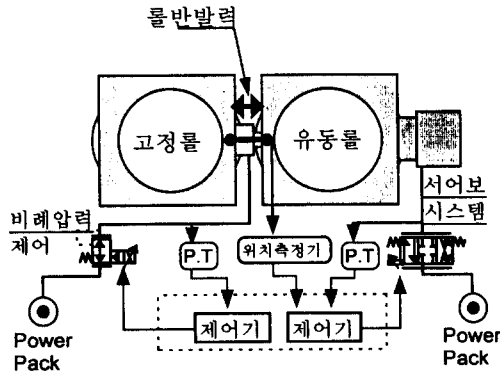 롤반발력
고정롤
유동롤
비례압력
제어
서어보
시스템
P.T
위치측정기
P.T
제어기
제어기
Power
Pack
Power
Pack